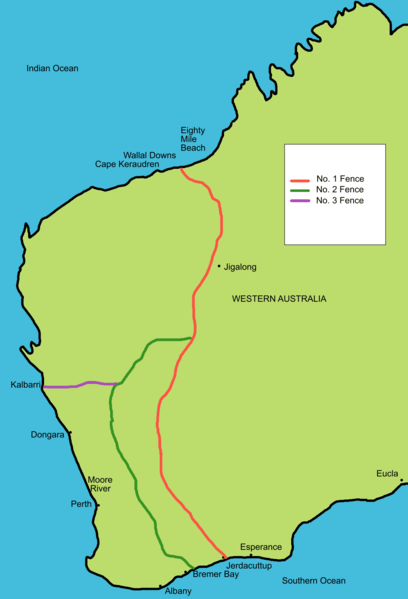 Indian Ocean
Eighty
Mile
Beach
Wallal Downs
Cape Keraudren
No. 1 Fence
No. 2 Fence
No. 3 Fence
Jigalong
WESTERN AUSTRALIA
Kalbarri
Dongara
Eucla
Moore
River
Perth
Esperance
Jerdacuttup
Bremer Bay
Southern Ocean
Albany